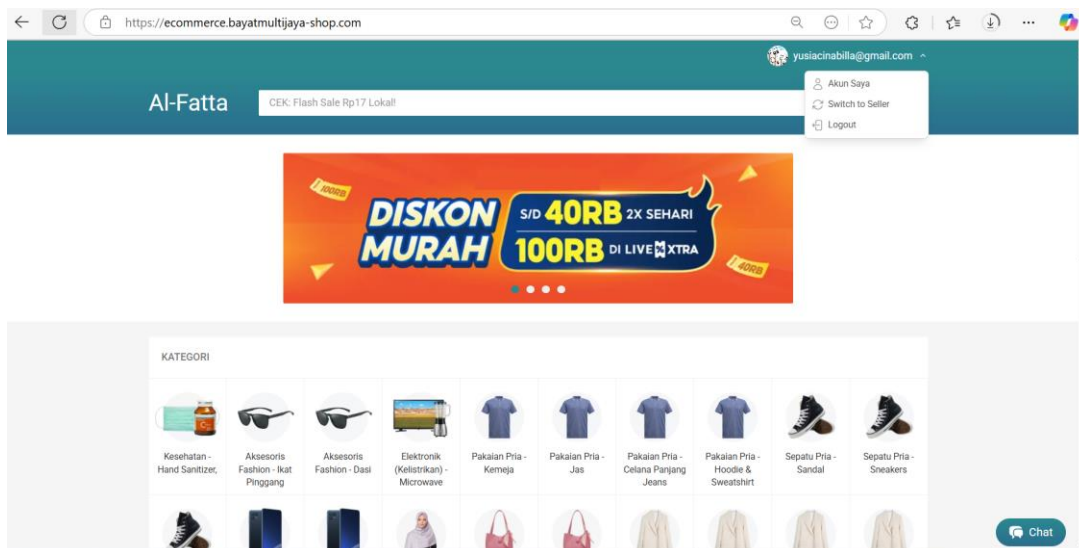 https://ecommerce.bayatmultijaya-shop.com
yusiacinabilla@gmail.com
Akun Saya
Switch to Seller
Logout
Al-Fatta
CEK: Flash Sale Rp17 Lokal!
100RB
DISKON
MURAH
S/D 40RB 2X SEHARI
100RB DI LIVE % XTRA
40RB
KATEGORI
Kesehatan -
Hand Sanitizer,
Aksesoris
Fashion - Ikat
Pinggang
Aksesoris
Fashion - Dasi
Elektronik
(Kelistrikan) -
Microwave
Pakaian Pria -
Kemeja
Pakaian Pria -
Jas
Pakaian Pria -
Celana Panjang
Jeans
Pakaian Pria -
Hoodie &
Sweatshirt
Sepatu Pria -
Sandal
Sepatu Pria -
Sneakers
Chat